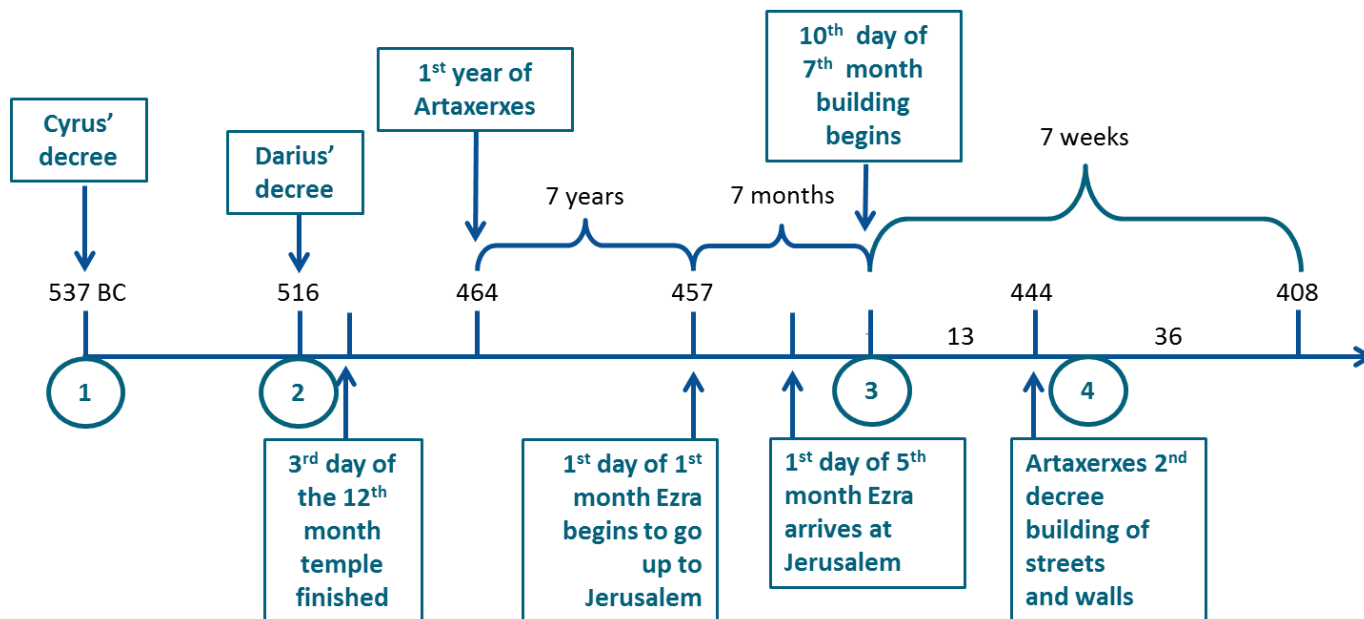 Cyrus’
decree
Darius’
decree
1st year of
Artaxerxes
10th day of
7th month
building
begins
7 weeks
7 years
7 months
537 BC
516
464
457
444
408
13
36
1
2
3
4
3rd day of
the 12th
month
temple
finished
1st day of 1st
month Ezra
begins to go
up to
Jerusalem
1st day of 5th
month Ezra
arrives at
Jerusalem
Artaxerxes 2nd
decree
building of
streets
and walls